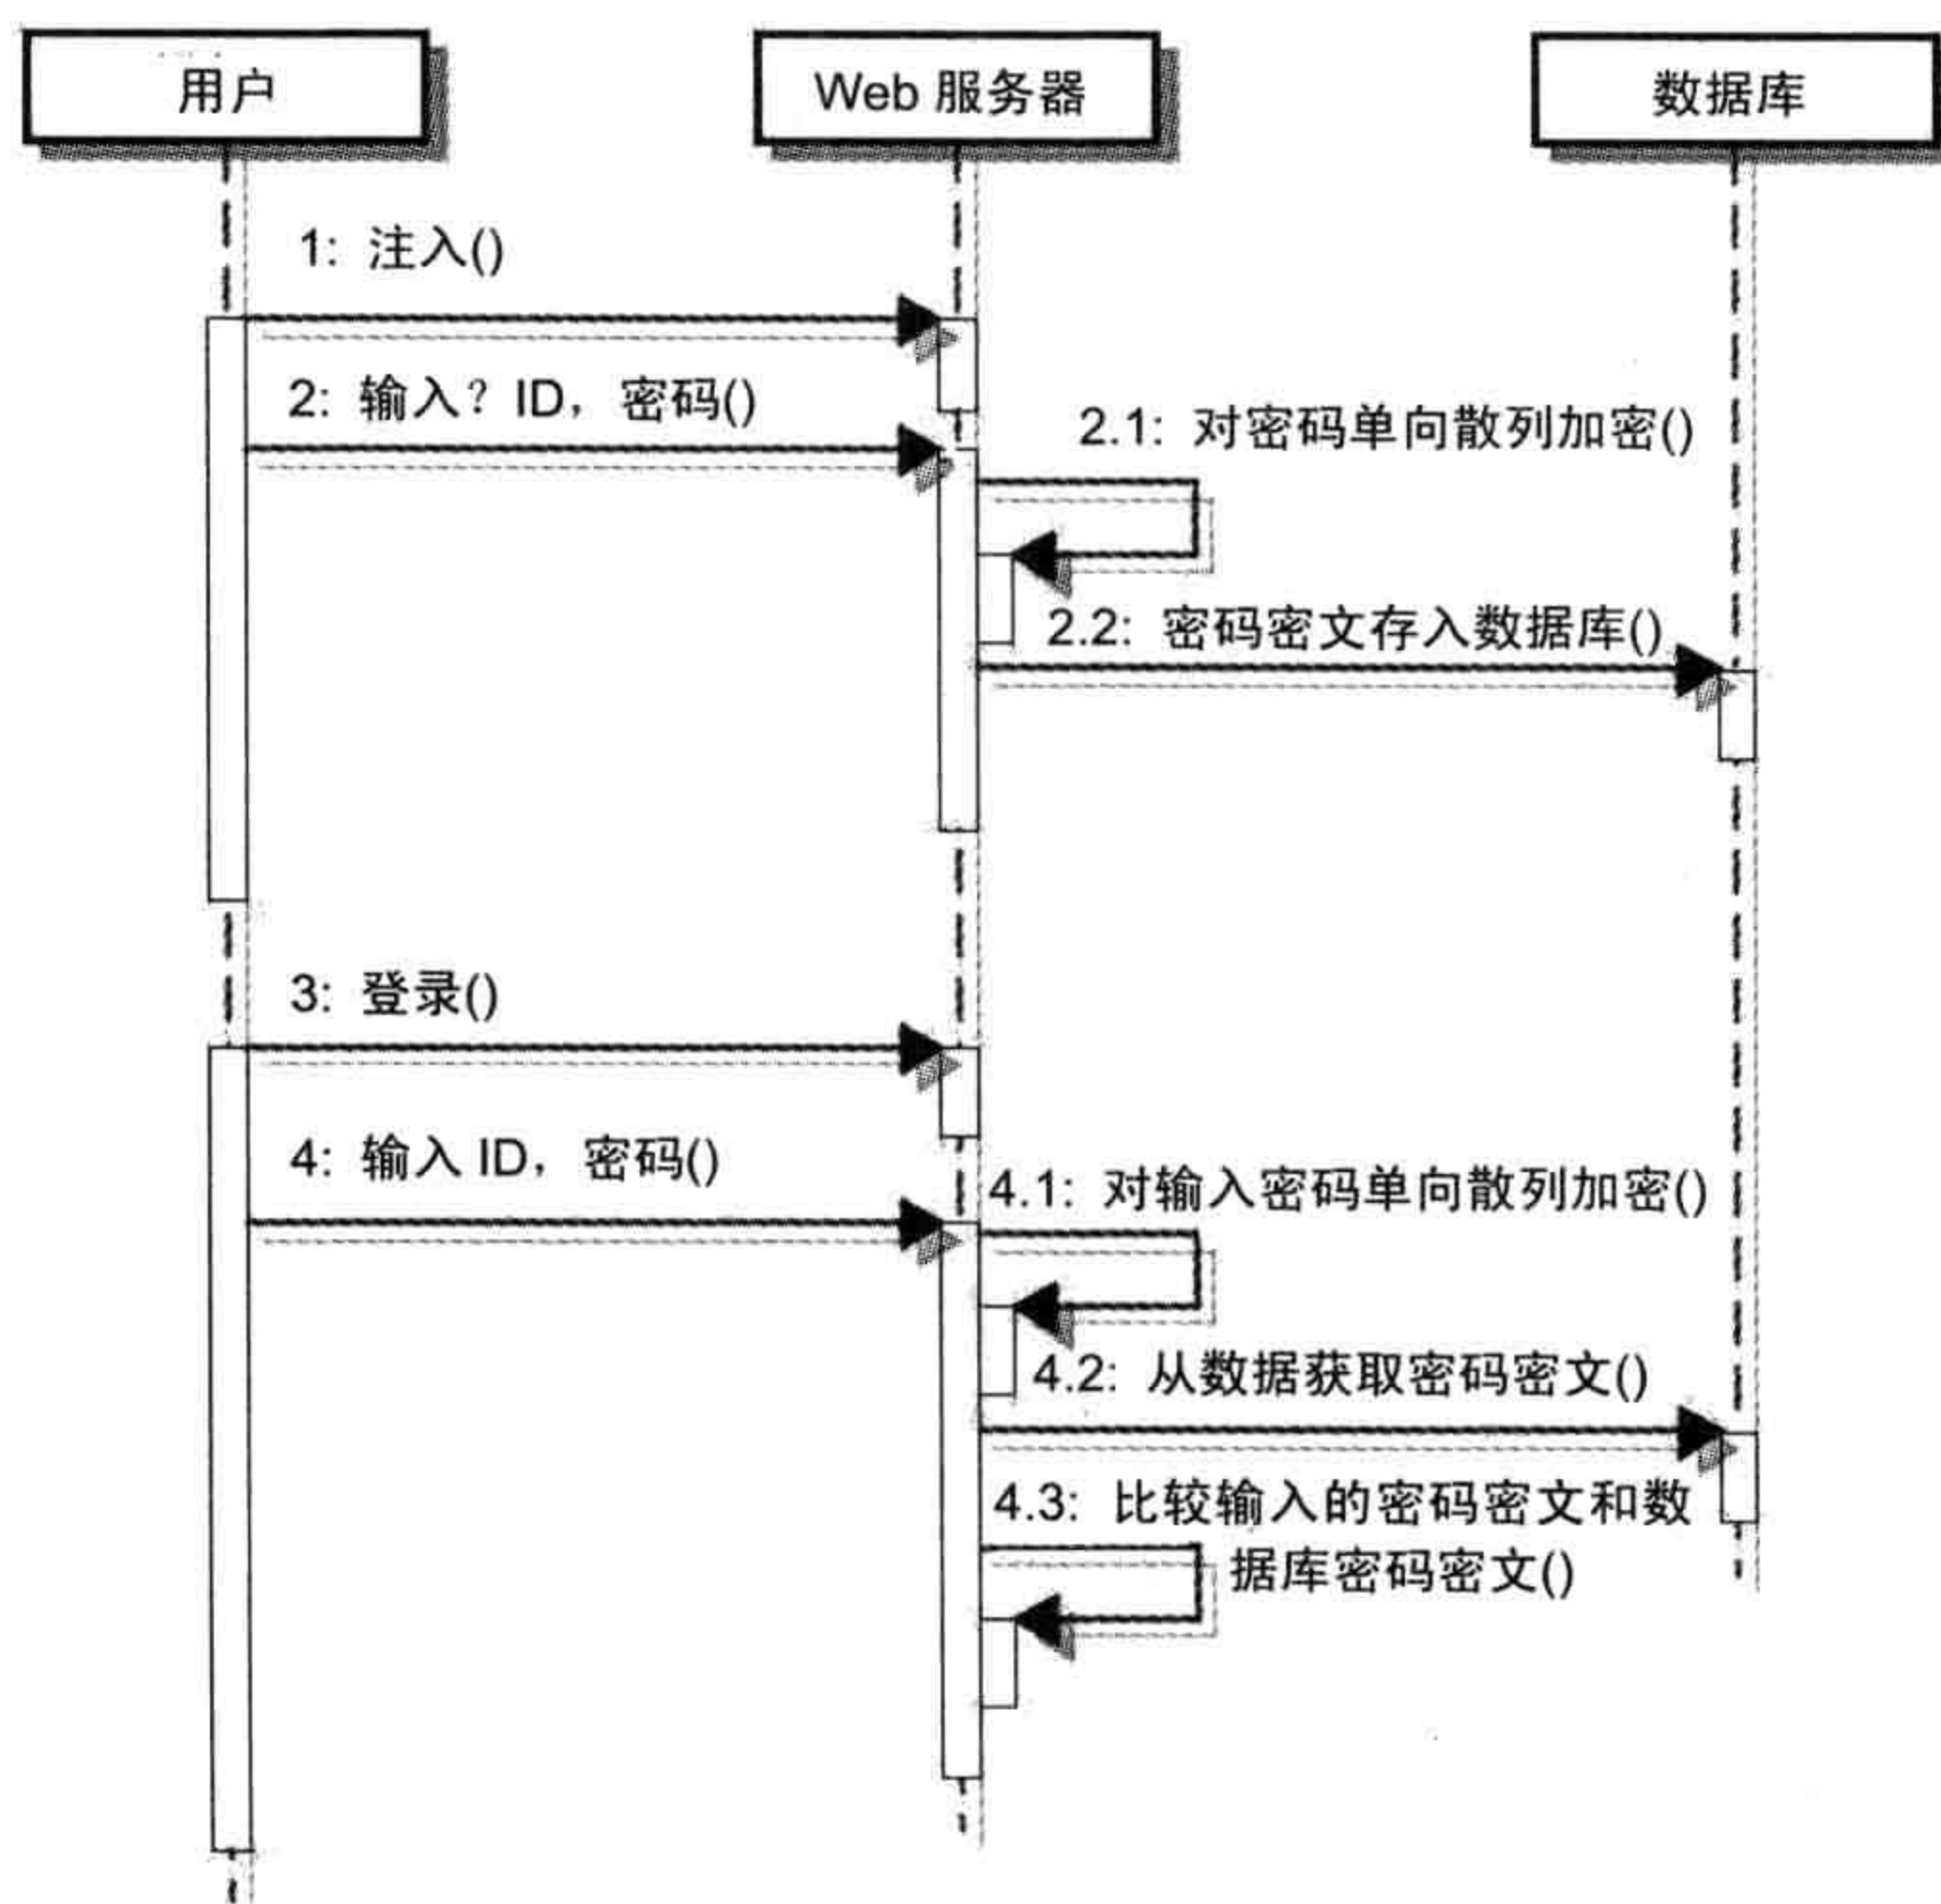 用户
Web 服务器
数据库
1: 注入()
2: 输入？ID，密码()
2.1: 对密码单向散列加密()
2.2: 密码密文存入数据库()
3: 登录()
4: 输入 ID，密码()
4.1: 对输入密码单向散列加密()
4.2: 从数据获取密码密文()
4.3: 比较输入的密码密文和数
据库密码密文()